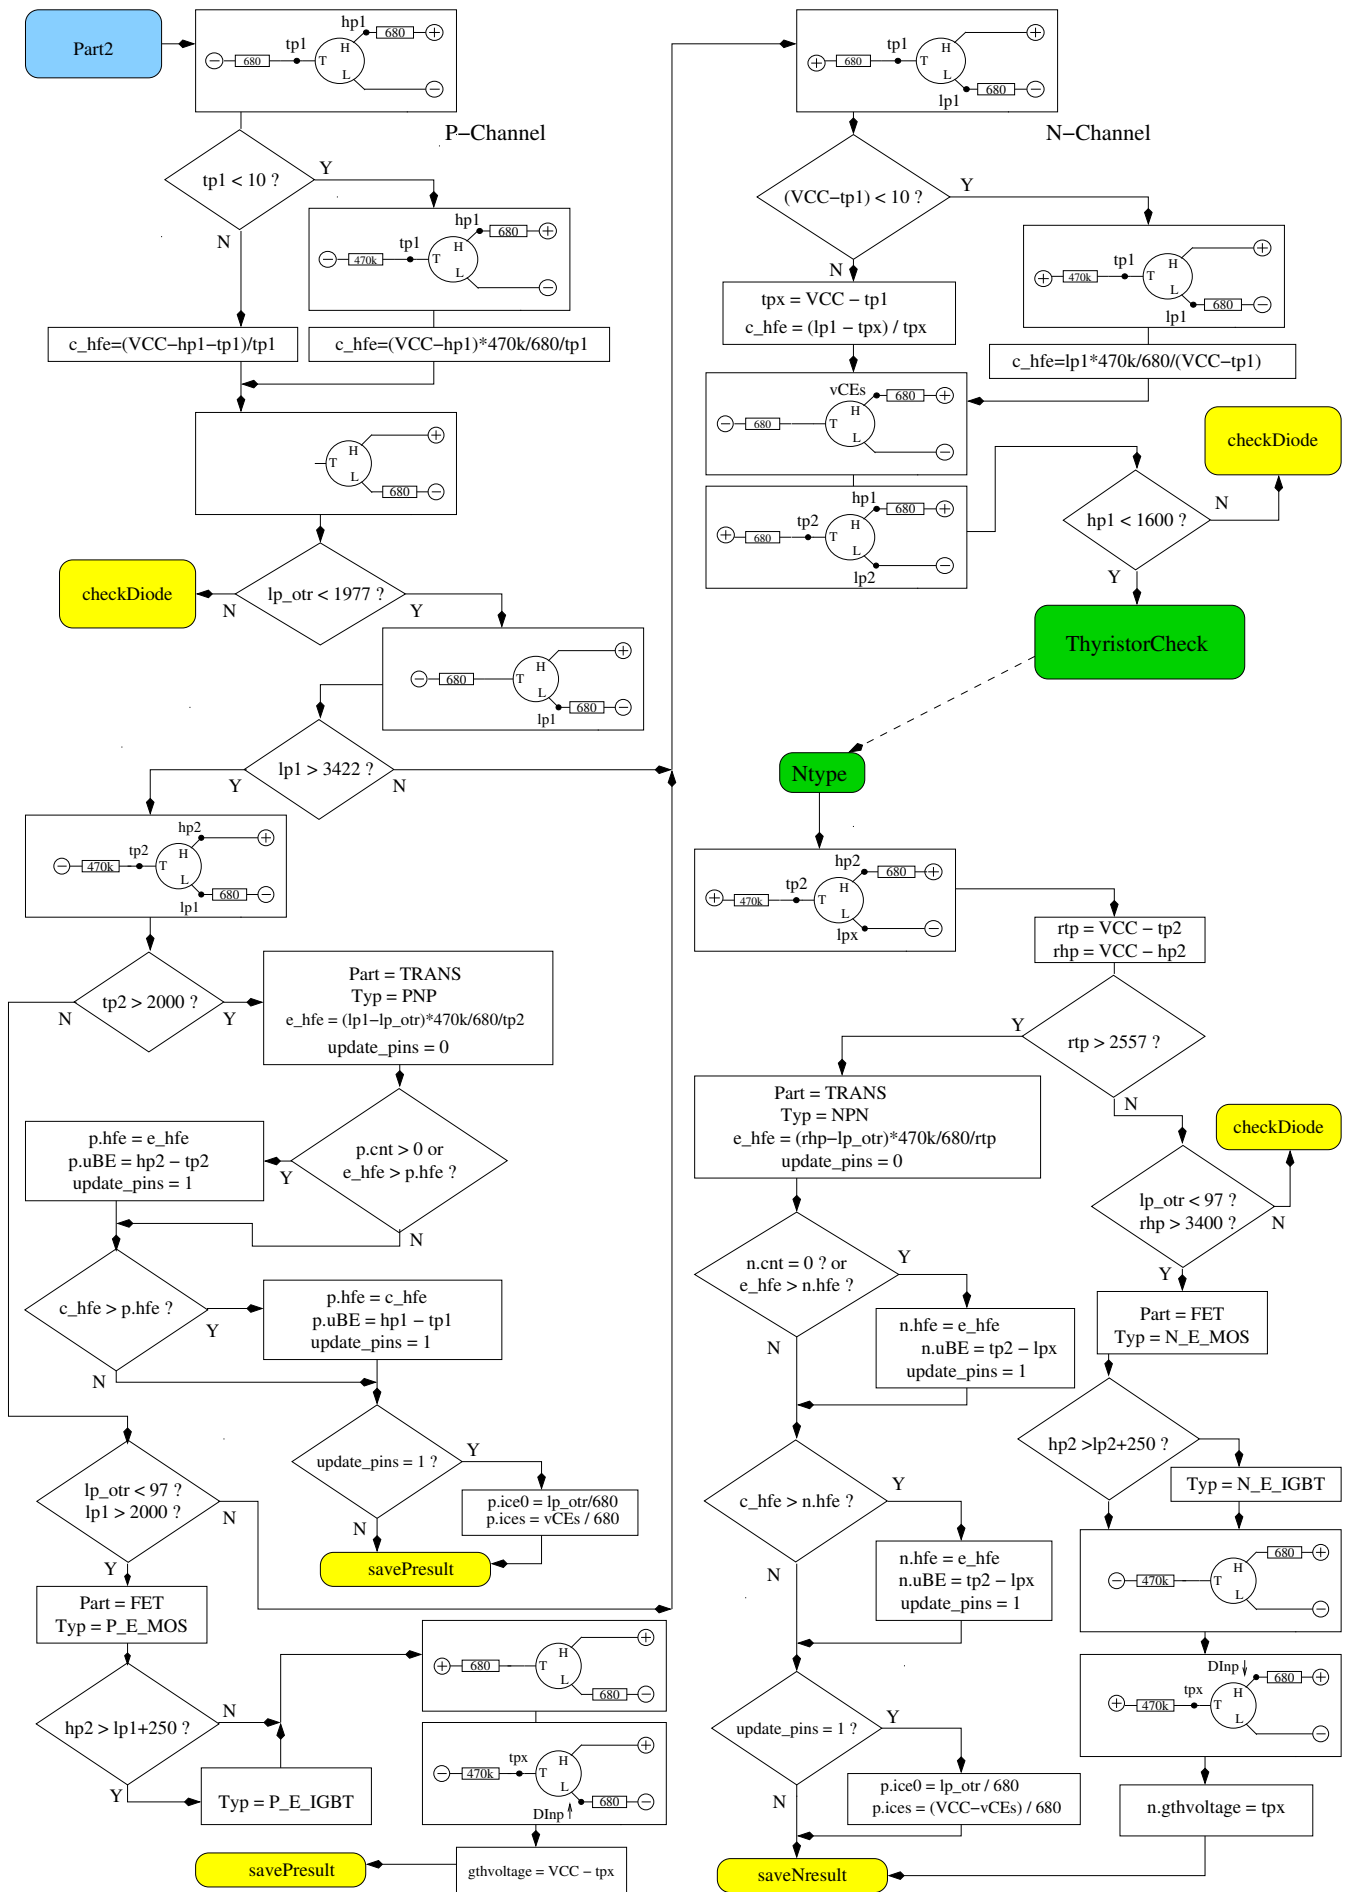 Part2
hp1
680
tp1
680
T
H
L
P−Channel
tp1 < 10 ?
Y
N
hp1
680
tp1
470k
T
H
L
c_hfe=(VCC−hp1−tp1)/tp1
c_hfe=(VCC−hp1)*470k/680/tp1
T
H
L
680
lp_otr < 1977 ?
N
Y
checkDiode
680
T
H
L
680
lp1
lp1 > 3422 ?
Y
N
hp2
tp2
470k
T
H
L
680
lp1
tp2 > 2000 ?
N
Y
Part = TRANS
Typ = PNP
e_hfe = (lp1−lp_otr)*470k/680/tp2
update_pins = 0
p.cnt > 0 or
e_hfe > p.hfe ?
Y
N
p.hfe = e_hfe
p.uBE = hp2 − tp2
update_pins = 1
c_hfe > p.hfe ?
Y
N
p.hfe = c_hfe
p.uBE = hp1 − tp1
update_pins = 1
update_pins = 1 ?
Y
N
p.ice0 = lp_otr/680
p.ices = vCEs / 680
savePresult
lp_otr < 97 ?
lp1 > 2000 ?
N
Y
Part = FET
Typ = P_E_MOS
hp2 > lp1+250 ?
N
Y
Typ = P_E_IGBT
680
T
H
L
680
tpx
470k
T
H
L
680
DInp
gthvoltage = VCC − tpx
savePresult
tp1
680
T
H
L
680
lp1
N−Channel
(VCC−tp1) < 10 ?
Y
N
tp1
470k
T
H
L
680
lp1
tpx = VCC − tp1
c_hfe = (lp1 − tpx) / tpx
c_hfe=lp1*470k/680/(VCC−tp1)
vCEs
680
680
T
H
L
hp1
680
tp2
680
T
H
L
lp2
hp1 < 1600 ?
N
Y
checkDiode
ThyristorCheck
Ntype
hp2
680
tp2
470k
T
H
L
lpx
rtp = VCC − tp2
rhp = VCC − hp2
rtp > 2557 ?
Y
N
Part = TRANS
Typ = NPN
e_hfe = (rhp−lp_otr)*470k/680/rtp
update_pins = 0
lp_otr < 97 ?
rhp > 3400 ?
N
Y
checkDiode
n.cnt = 0 ? or
e_hfe > n.hfe ?
Y
N
n.hfe = e_hfe
n.uBE = tp2 − lpx
update_pins = 1
Part = FET
Typ = N_E_MOS
hp2 >lp2+250 ?
Y
Typ = N_E_IGBT
c_hfe > n.hfe ?
Y
N
n.hfe = e_hfe
n.uBE = tp2 − lpx
update_pins = 1
680
470k
T
H
L
DInp
680
tpx
470k
T
H
L
update_pins = 1 ?
Y
N
p.ice0 = lp_otr / 680
p.ices = (VCC−vCEs) / 680
n.gthvoltage = tpx
saveNresult